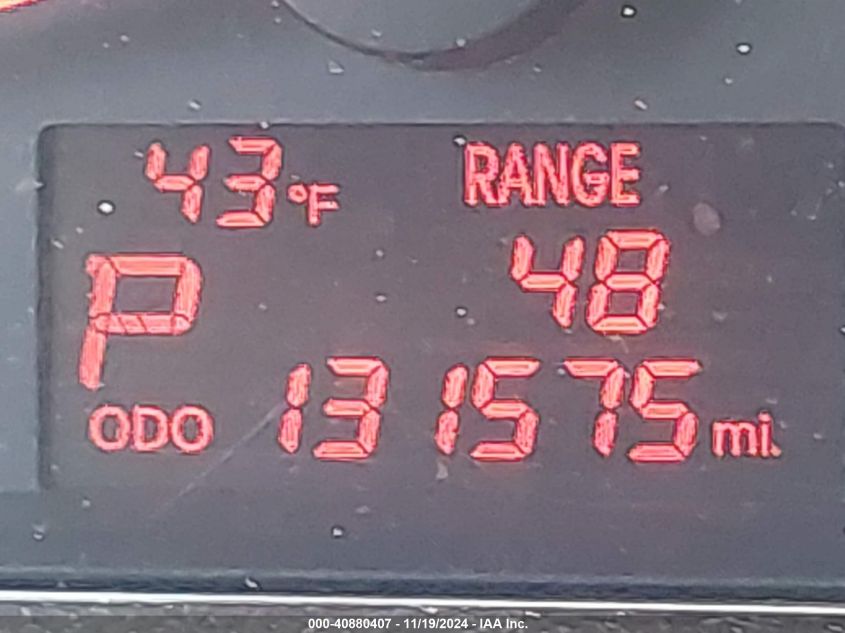 43°F RANGE
P 48
ODO 131575 mi.
000-40880407 - 11/19/2024 - IAA Inc.